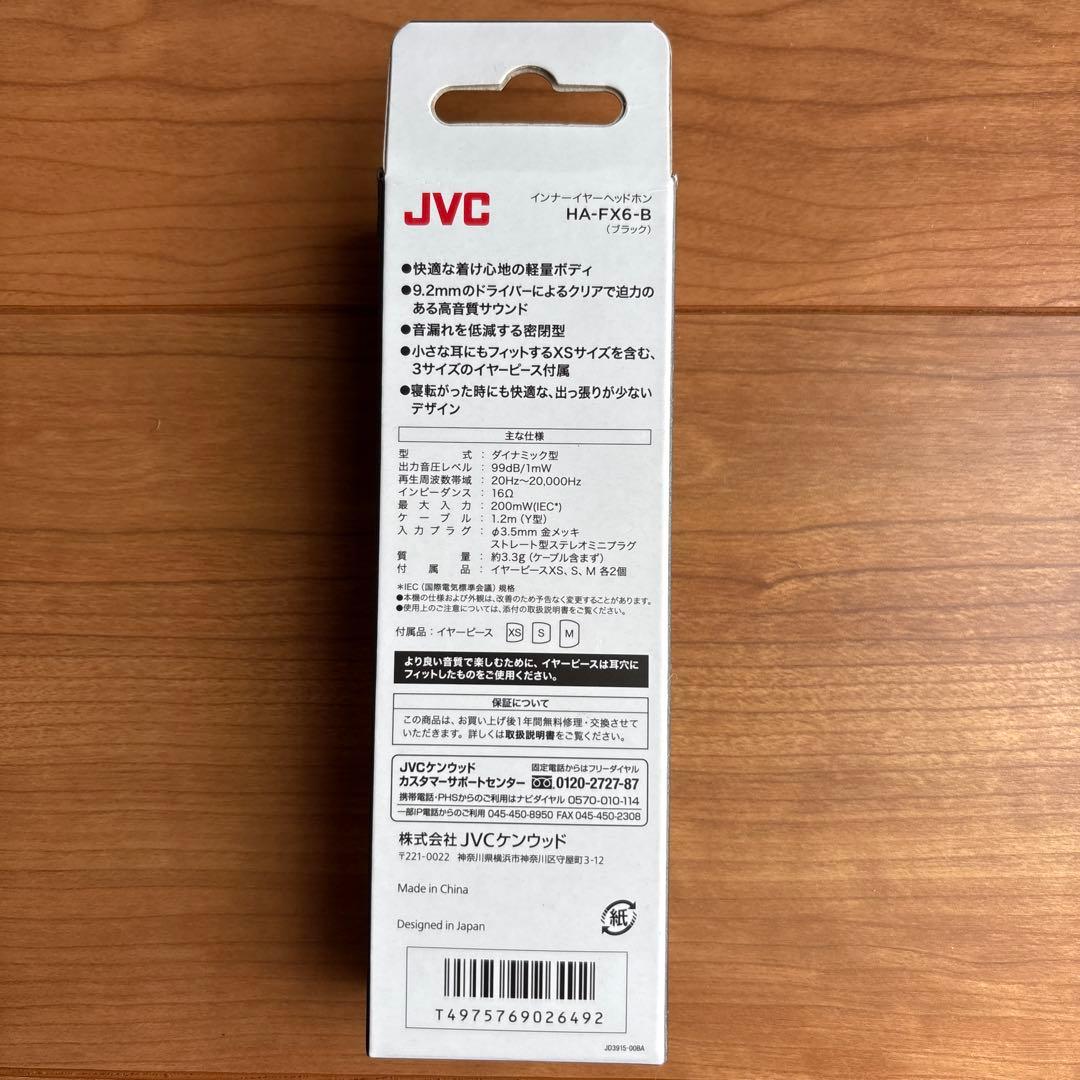 JVC
インナーイヤーヘッドホン
HA-FX6-B
(ブラック)
●快適な着け心地の軽量ボディ
●9.2mmのドライバーによるクリアで迫力の
ある高音質サウンド
●音漏れを低減する密閉型
●小さな耳にもフィットするXSサイズを含む、
3サイズのイヤーピース付属
●寝転がった時にも快適な、出っ張りが少ない
デザイン
主な仕様
型式：ダイナミック型
出力音圧レベル：99dB/1mW
再生周波数帯域：20Hz～20,000Hz
インピーダンス：16Ω
最大入力：200mW(IEC*)
ケーブル：1.2m（Y型）
入力プラグ：φ3.5mm 金メッキ
ストレート型ステレオミニプラグ
質量：約3.3g（ケーブル含まず）
付属品：イヤーピースXS、S、M 各2個
＊IEC（国際電気標準会議）規格
●本機の仕様および外観は、改善のため予告なく変更することがあります。
●使用上のご注意については、添付の取扱説明書をご覧ください。
付属品：イヤーピース XS S M
より良い音質で楽しむために、イヤーピースは耳穴に
フィットしたものをご使用ください。
保証について
この商品は、お買い上げ後1年間無料修理・交換させて
いただきます。詳しくは取扱説明書をご覧ください。
JVCケンウッド 固定電話からはフリーダイヤル
カスタマーサポートセンター 0120-2727-87
携帯電話・PHSからのご利用はナビダイヤル 0570-010-114
一部IP電話からのご利用 045-450-8950 FAX 045-450-2308
株式会社JVCケンウッド
〒221-0022 神奈川県横浜市神奈川区守屋町3-12
Made in China
紙
Designed in Japan
T4975769026492
JD3915-00BA